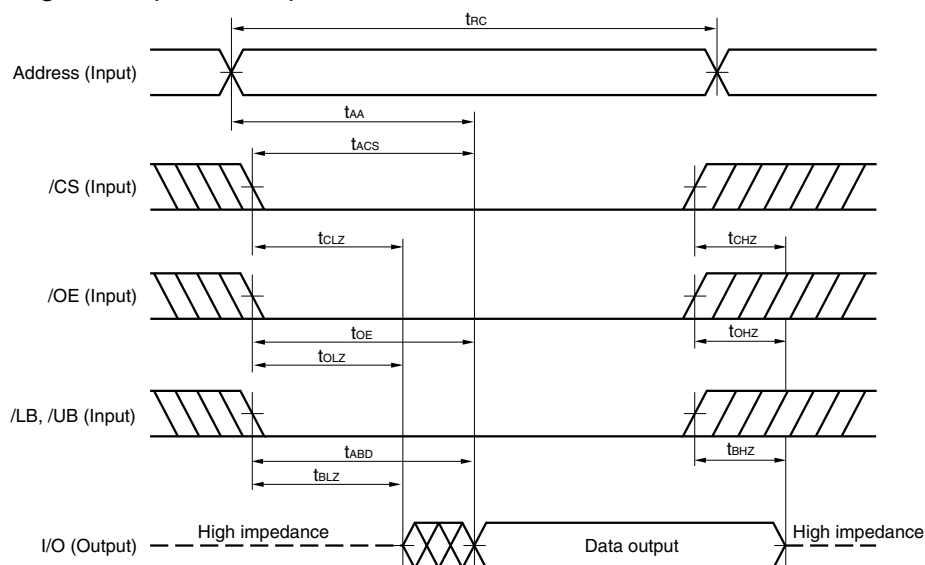 tRC
Address (Input)
tAA
tACS
/CS (Input)
tCLZ
tCHZ
/OE (Input)
tOE
tOHZ
tOLZ
/LB, /UB (Input)
tABD
tBHZ
tBLZ
I/O (Output)
High impedance
Data output
High impedance